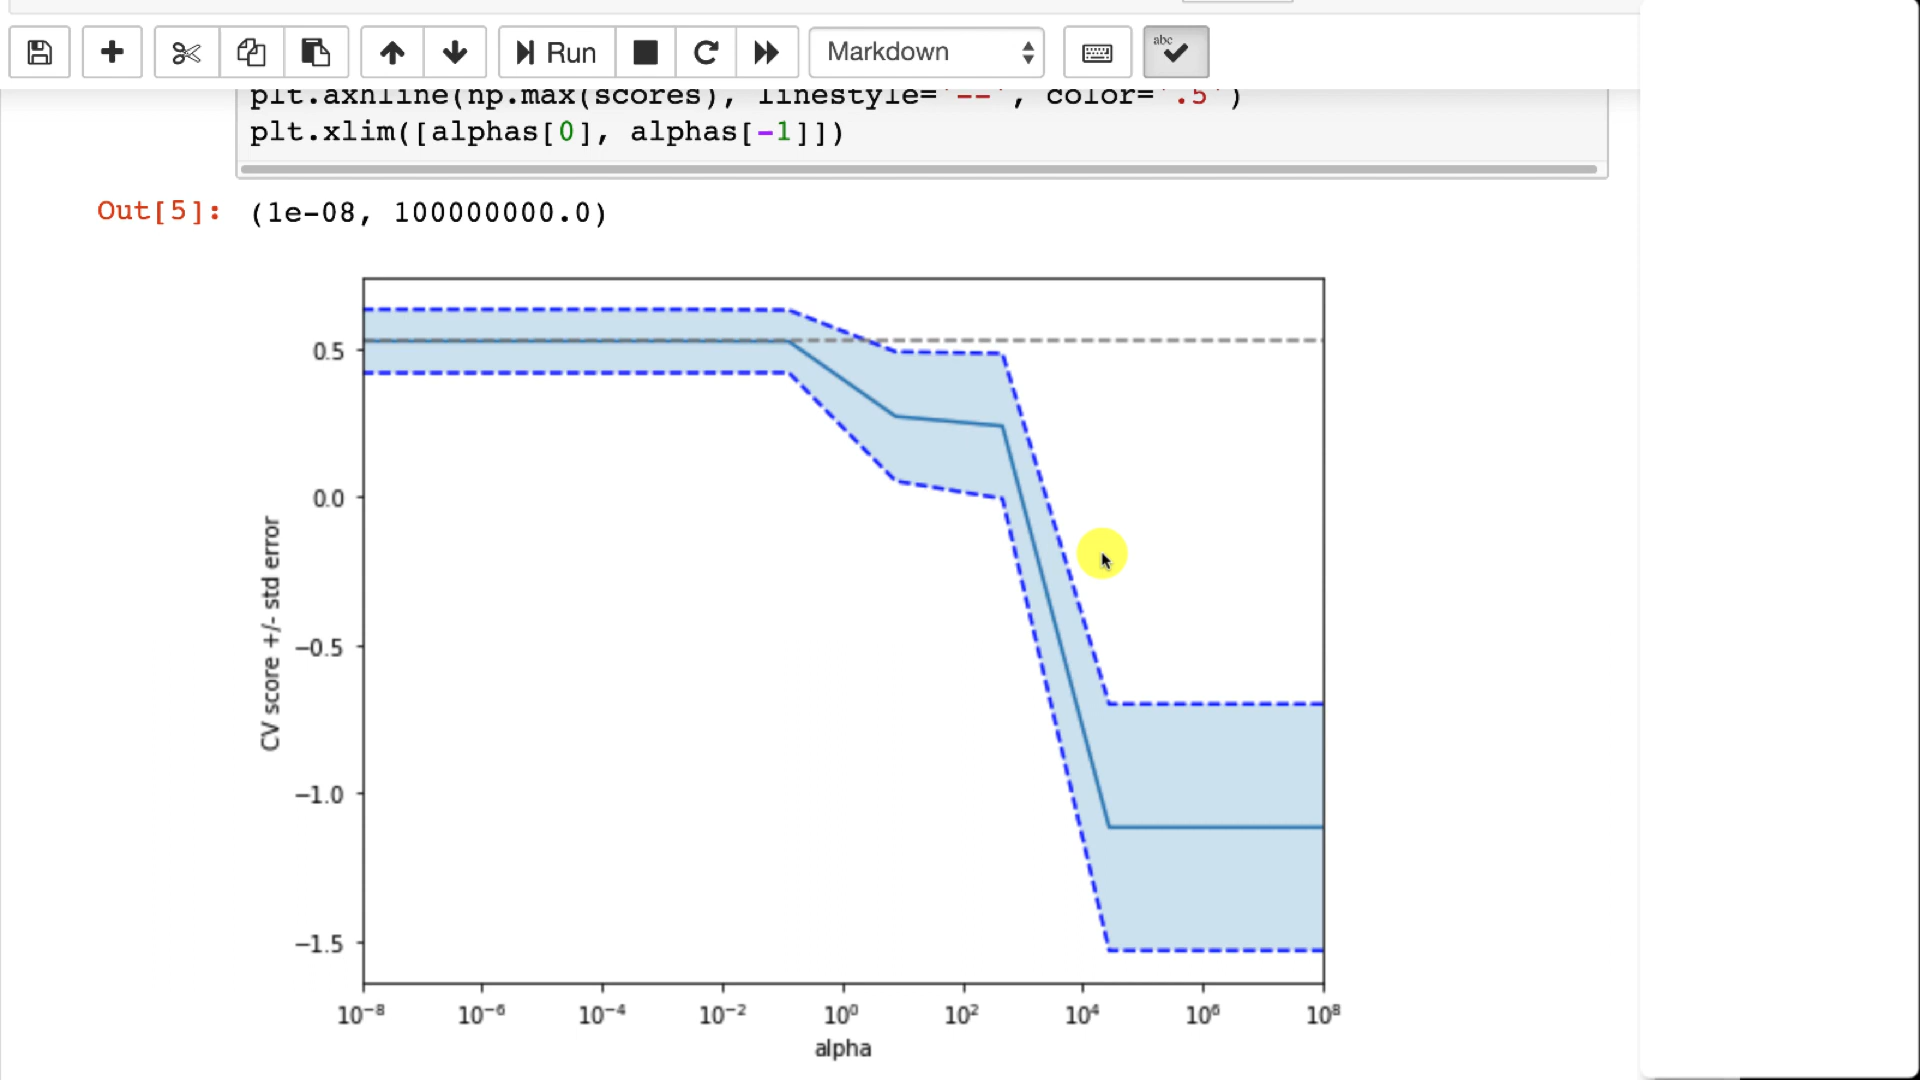 Run
Markdown
abc
plt.axhline(np.max(scores), linestyle='--', color='.5')
plt.xlim([alphas[0], alphas[-1]])
Out[5]: (1e-08, 100000000.0)
0.5
0.0
−0.5
−1.0
−1.5
CV score +/- std error
10⁻⁸ 10⁻⁶ 10⁻⁴ 10⁻² 10⁰ 10² 10⁴ 10⁶ 10⁸
alpha